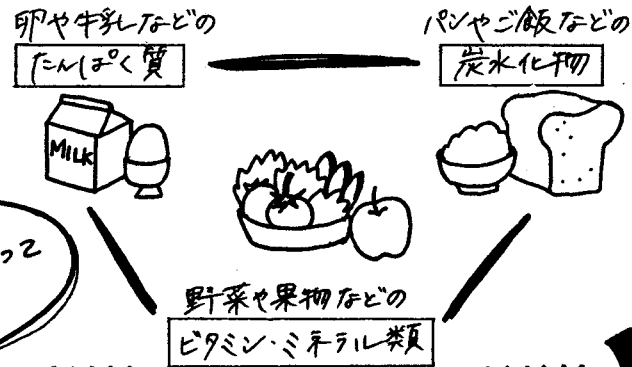 卵や牛乳などの
たんぱく質
パンやご飯などの
炭水化物
MILK
って
野菜や果物などの
ビタミン・ミネラル類